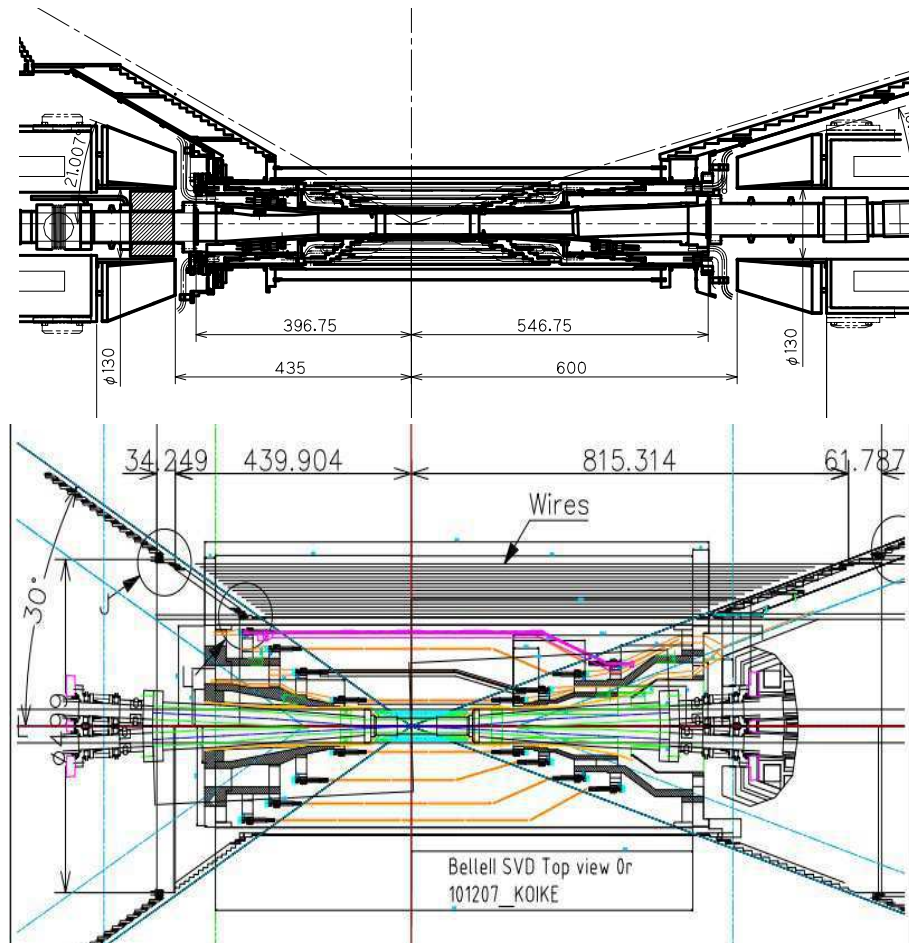 21.007°
396.75 546.75
φ130 435 600 φ130
34.249 439.904 815.314 61.787
Wires
30°
BelleII SVD Top view 0r
101207_KOIKE